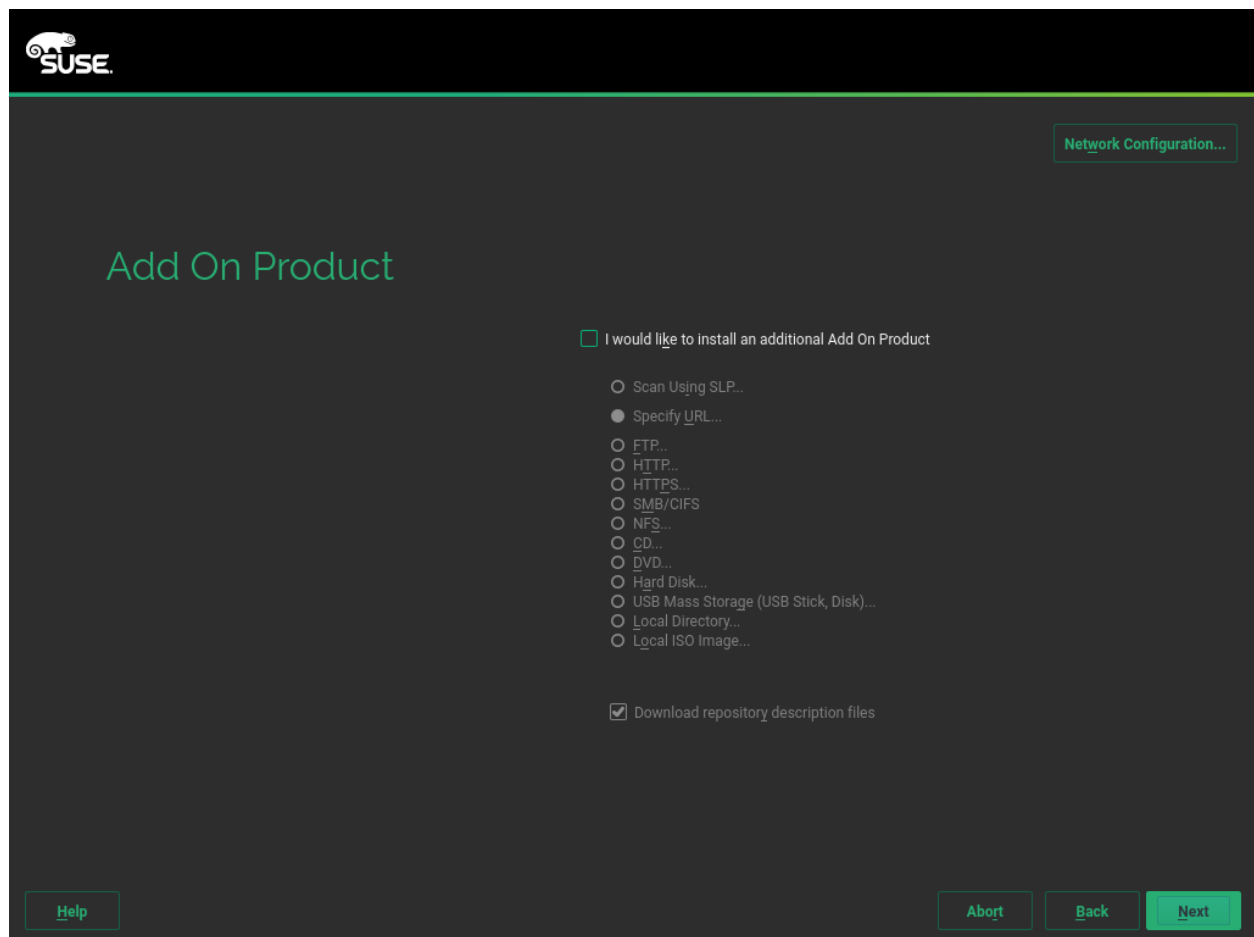 SUSE.
Network Configuration...
Add On Product
I would like to install an additional Add On Product
Scan Using SLP...
Specify URL...
FTP...
HTTP...
HTTPS...
SMB/CIFS
NFS...
CD...
DVD...
Hard Disk...
USB Mass Storage (USB Stick, Disk)...
Local Directory...
Local ISO Image...
Download repository description files
Help Abort Back Next